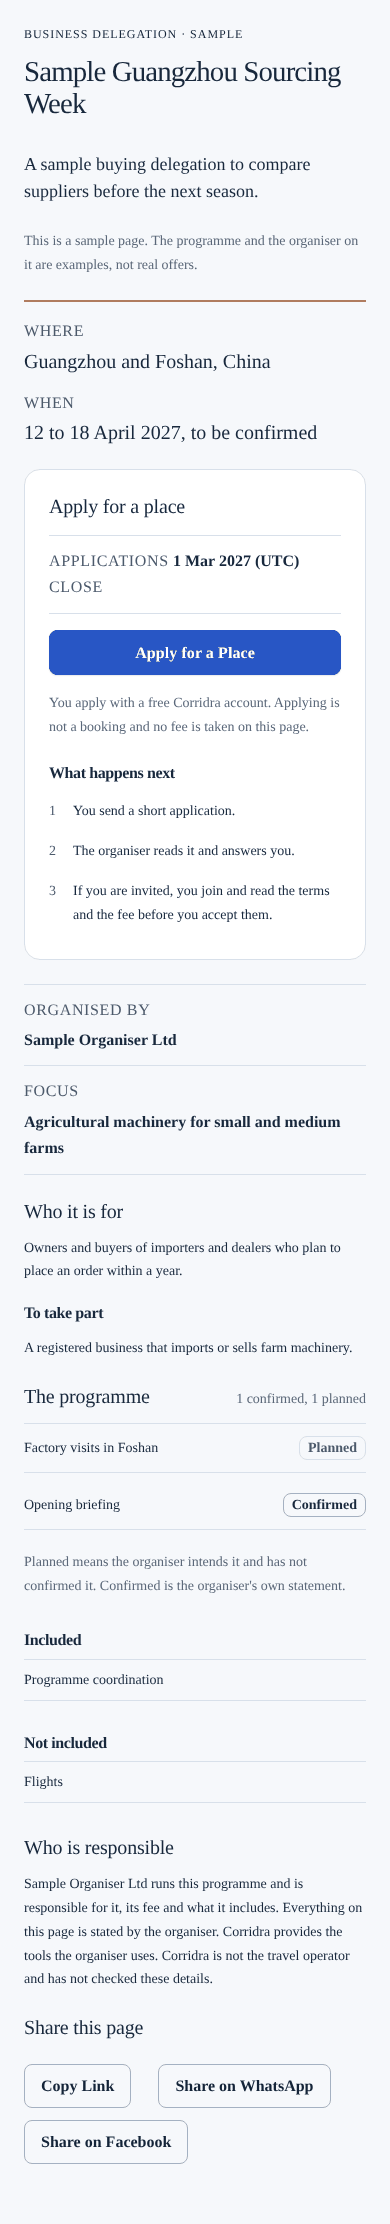 BUSINESS DELEGATION · SAMPLE
Sample Guangzhou Sourcing
Week
A sample buying delegation to compare
suppliers before the next season.
This is a sample page. The programme and the organiser on
it are examples, not real offers.
WHERE
Guangzhou and Foshan, China
WHEN
12 to 18 April 2027, to be confirmed
Apply for a place
APPLICATIONS 1 Mar 2027 (UTC)
CLOSE
Apply for a Place
You apply with a free Corridra account. Applying is
not a booking and no fee is taken on this page.
What happens next
1 You send a short application.
2 The organiser reads it and answers you.
3 If you are invited, you join and read the terms
and the fee before you accept them.
ORGANISED BY
Sample Organiser Ltd
FOCUS
Agricultural machinery for small and medium
farms
Who it is for
Owners and buyers of importers and dealers who plan to
place an order within a year.
To take part
A registered business that imports or sells farm machinery.
The programme 1 confirmed, 1 planned
Factory visits in Foshan Planned
Opening briefing Confirmed
Planned means the organiser intends it and has not
confirmed it. Confirmed is the organiser's own statement.
Included
Programme coordination
Not included
Flights
Who is responsible
Sample Organiser Ltd runs this programme and is
responsible for it, its fee and what it includes. Everything on
this page is stated by the organiser. Corridra provides the
tools the organiser uses. Corridra is not the travel operator
and has not checked these details.
Share this page
Copy Link Share on WhatsApp
Share on Facebook